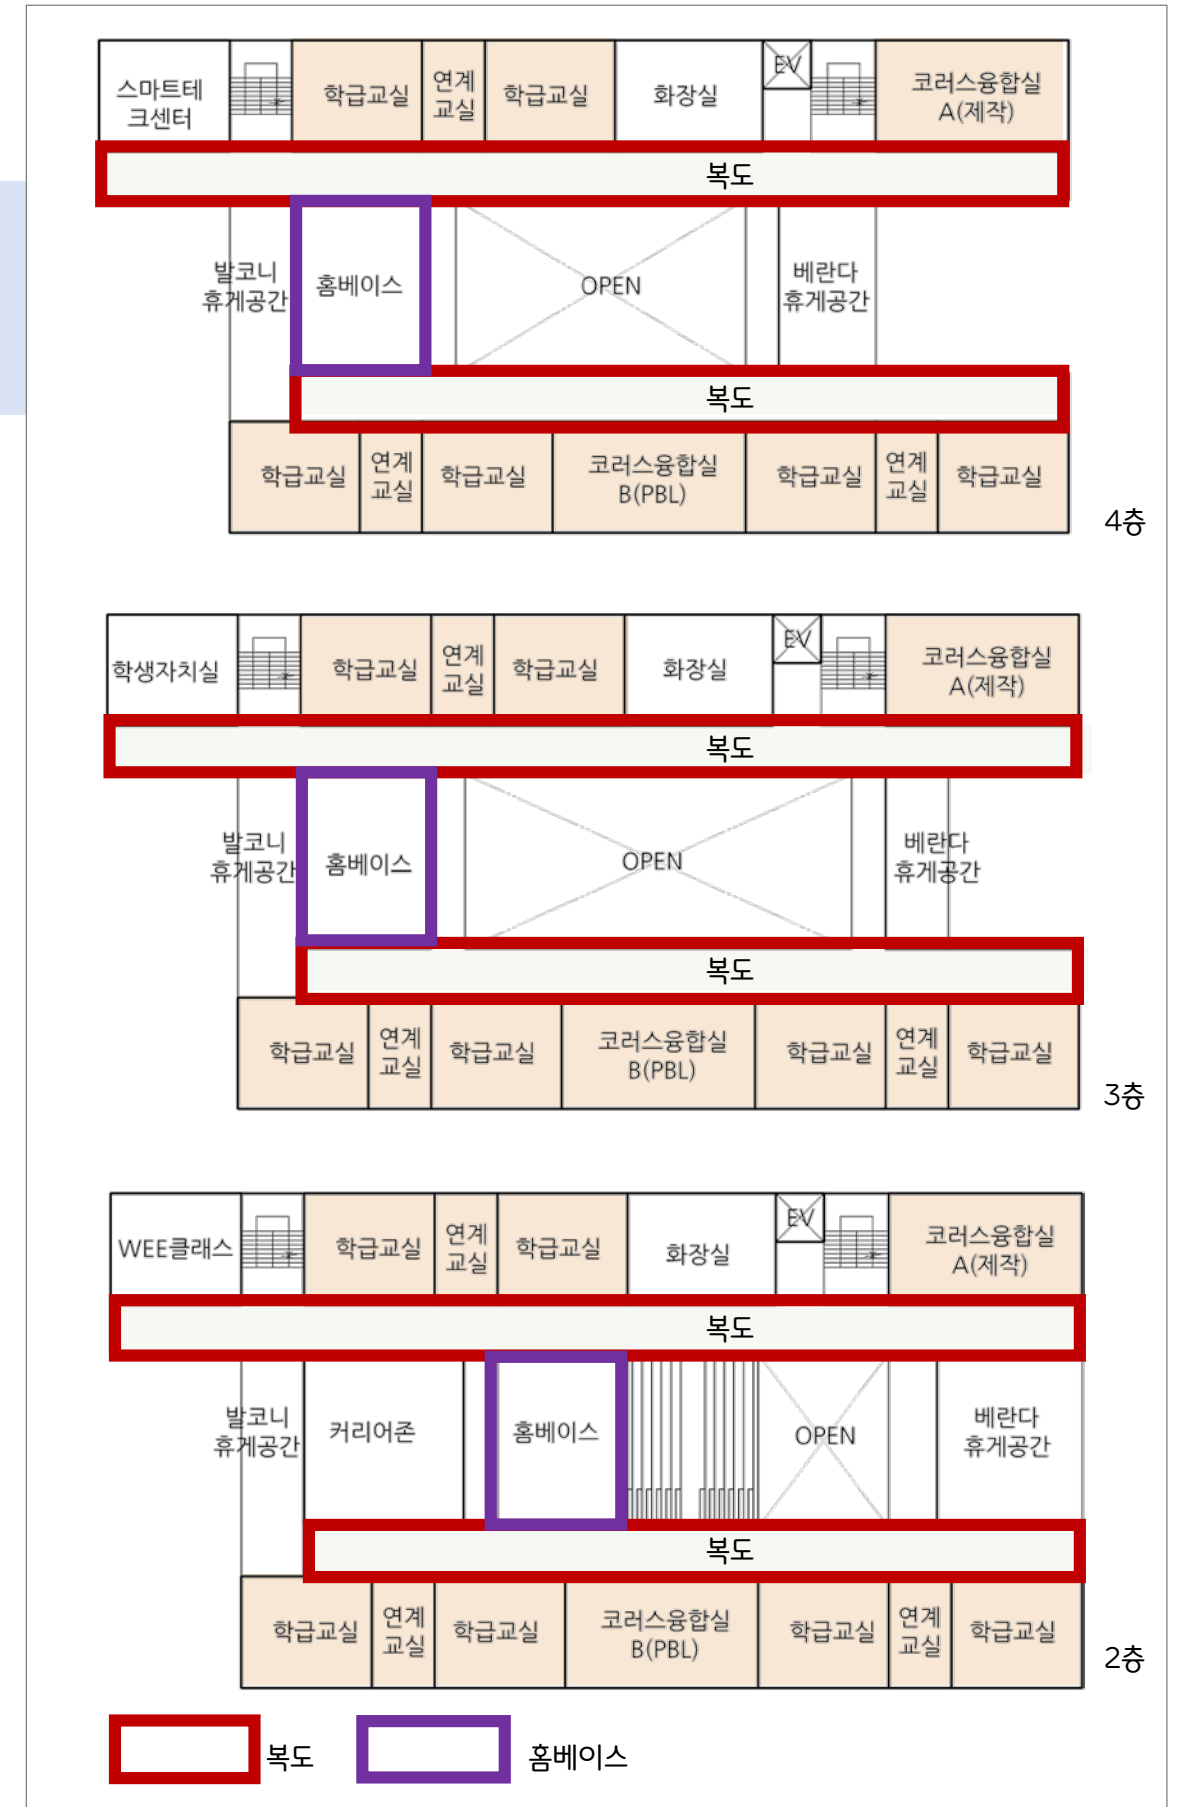 스마트테
크센터
학급교실
연계
교실
학급교실
화장실
EV
코러스융합실
A(제작)
복도
발코니
휴게공간
홈베이스
OPEN
베란다
휴게공간
복도
학급교실
연계
교실
학급교실
코러스융합실
B(PBL)
학급교실
연계
교실
학급교실
4층
학생자치실
학급교실
연계
교실
학급교실
화장실
EV
코러스융합실
A(제작)
복도
발코니
휴게공간
홈베이스
OPEN
베란다
휴게공간
복도
학급교실
연계
교실
학급교실
코러스융합실
B(PBL)
학급교실
연계
교실
학급교실
3층
WEE클래스
학급교실
연계
교실
학급교실
화장실
EV
코러스융합실
A(제작)
복도
발코니
휴게공간
커리어존
홈베이스
OPEN
베란다
휴게공간
복도
학급교실
연계
교실
학급교실
코러스융합실
B(PBL)
학급교실
연계
교실
학급교실
2층
복도
홈베이스